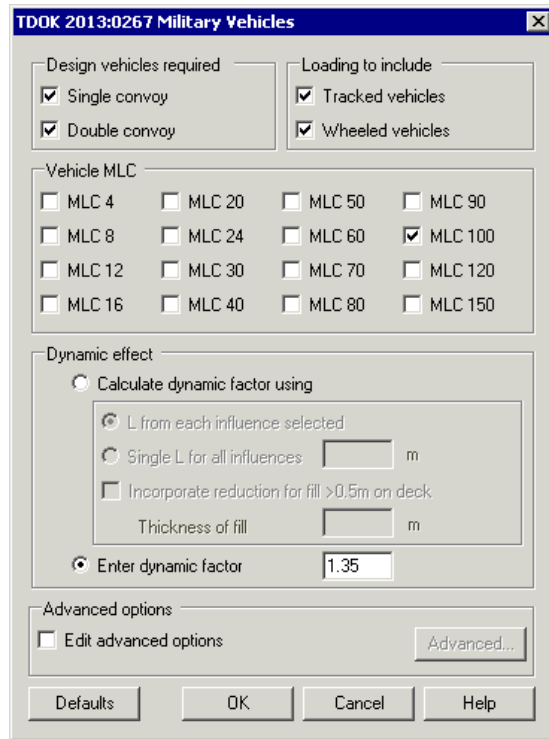 TDOK 2013:0267 Military Vehicles
Design vehicles required
Single convoy
Double convoy
Loading to include
Tracked vehicles
Wheeled vehicles
Vehicle MLC
MLC 4 MLC 20 MLC 50 MLC 90
MLC 8 MLC 24 MLC 60 MLC 100
MLC 12 MLC 30 MLC 70 MLC 120
MLC 16 MLC 40 MLC 80 MLC 150
Dynamic effect
Calculate dynamic factor using
L from each influence selected
Single L for all influences m
Incorporate reduction for fill >0.5m on deck
Thickness of fill m
Enter dynamic factor 1.35
Advanced options
Edit advanced options Advanced...
Defaults OK Cancel Help